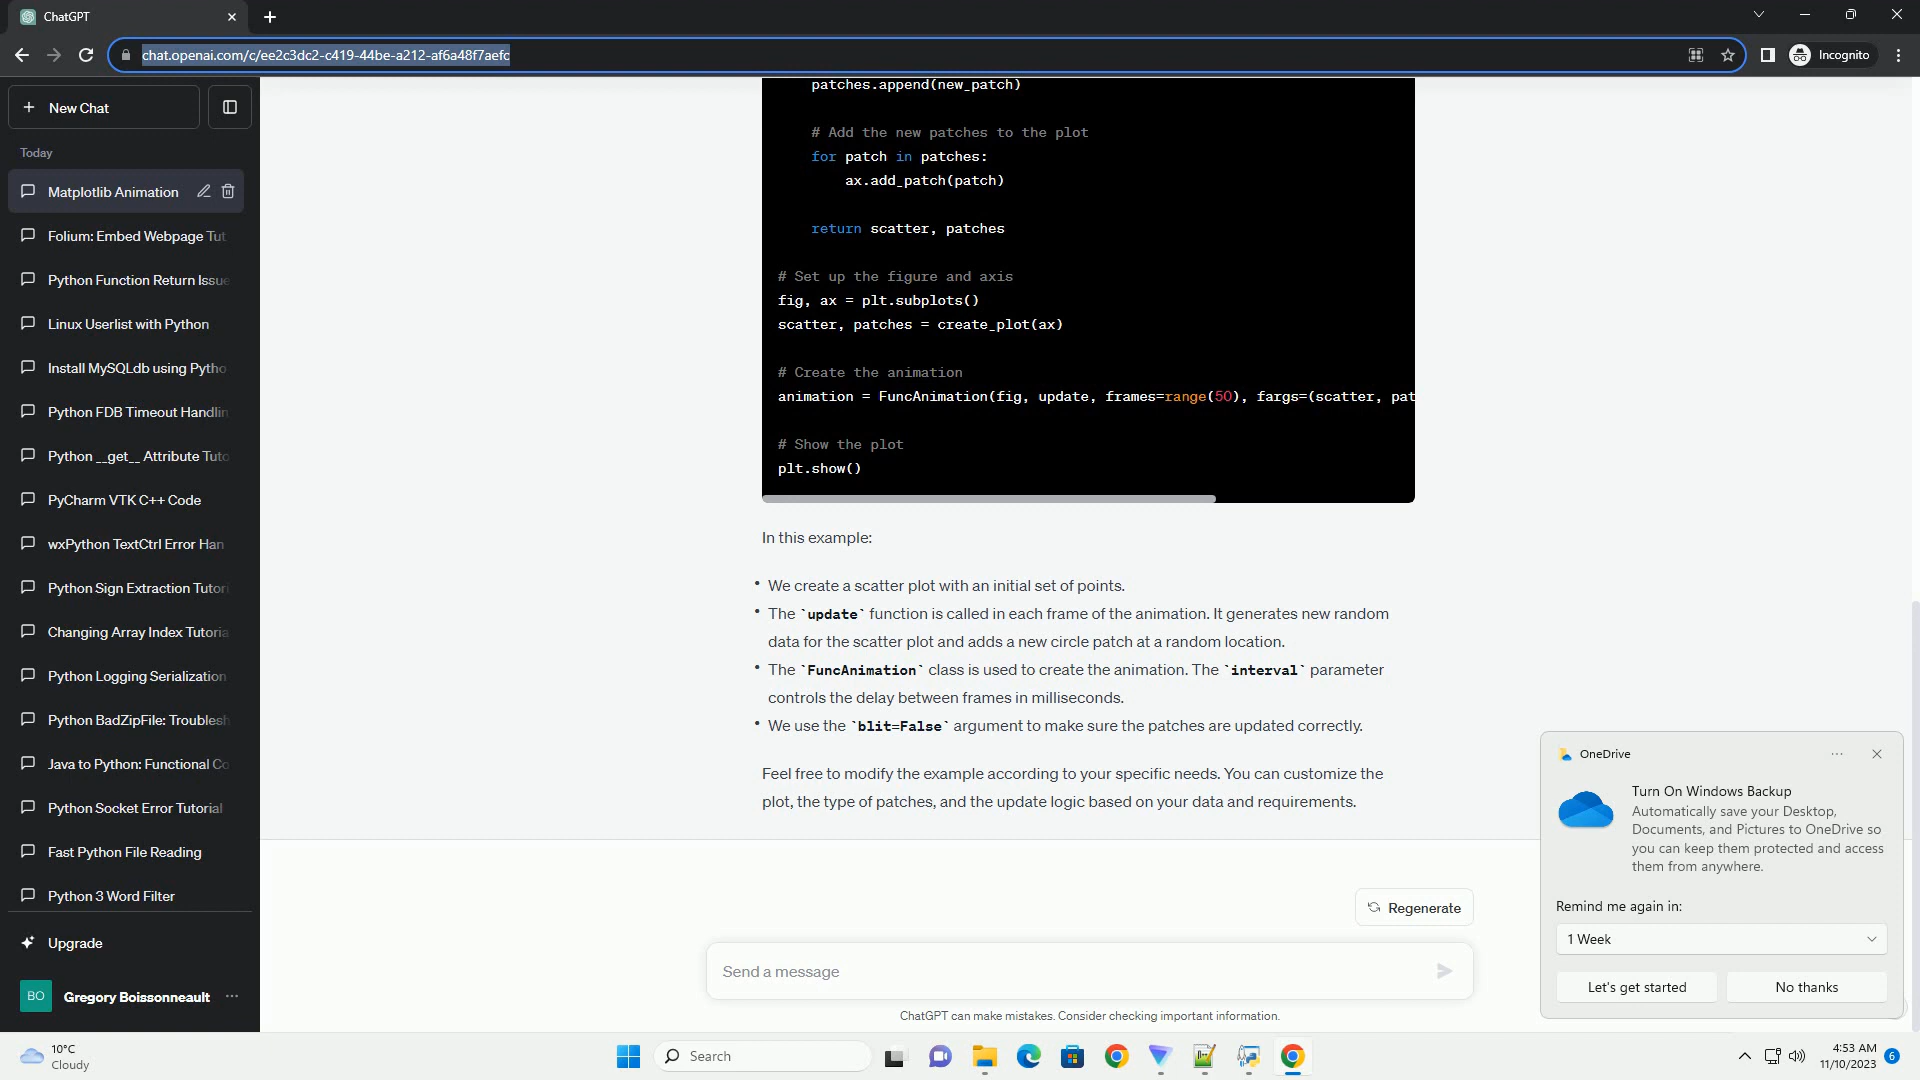 ChatGPT
chat.openai.com/c/ee2c3dc2-c419-44be-a212-af6a48f7aefc
Incognito
New Chat
Today
Matplotlib Animation
Folium: Embed Webpage Tut
Python Function Return Issue
Linux Userlist with Python
Install MySQLdb using Pytho
Python FDB Timeout Handlin
Python __get__ Attribute Tuto
PyCharm VTK C++ Code
wxPython TextCtrl Error Han
Python Sign Extraction Tutori
Changing Array Index Tutoria
Python Logging Serialization
Python BadZipFile: Troublesh
Java to Python: Functional Co
Python Socket Error Tutorial
Fast Python File Reading
Python 3 Word Filter
Upgrade
BO
Gregory Boissonneault
patches.append(new_patch)
# Add the new patches to the plot
for patch in patches:
ax.add_patch(patch)
return scatter, patches
# Set up the figure and axis
fig, ax = plt.subplots()
scatter, patches = create_plot(ax)
# Create the animation
animation = FuncAnimation(fig, update, frames=range(50), fargs=(scatter, pat
# Show the plot
plt.show()
In this example:
• We create a scatter plot with an initial set of points.
• The `update` function is called in each frame of the animation. It generates new random
data for the scatter plot and adds a new circle patch at a random location.
• The `FuncAnimation` class is used to create the animation. The `interval` parameter
controls the delay between frames in milliseconds.
• We use the `blit=False` argument to make sure the patches are updated correctly.
Feel free to modify the example according to your specific needs. You can customize the
plot, the type of patches, and the update logic based on your data and requirements.
Regenerate
Send a message
ChatGPT can make mistakes. Consider checking important information.
OneDrive
Turn On Windows Backup
Automatically save your Desktop,
Documents, and Pictures to OneDrive so
you can keep them protected and access
them from anywhere.
Remind me again in:
1 Week
Let's get started
No thanks
10°C
Cloudy
Search
4:53 AM
11/10/2023
6